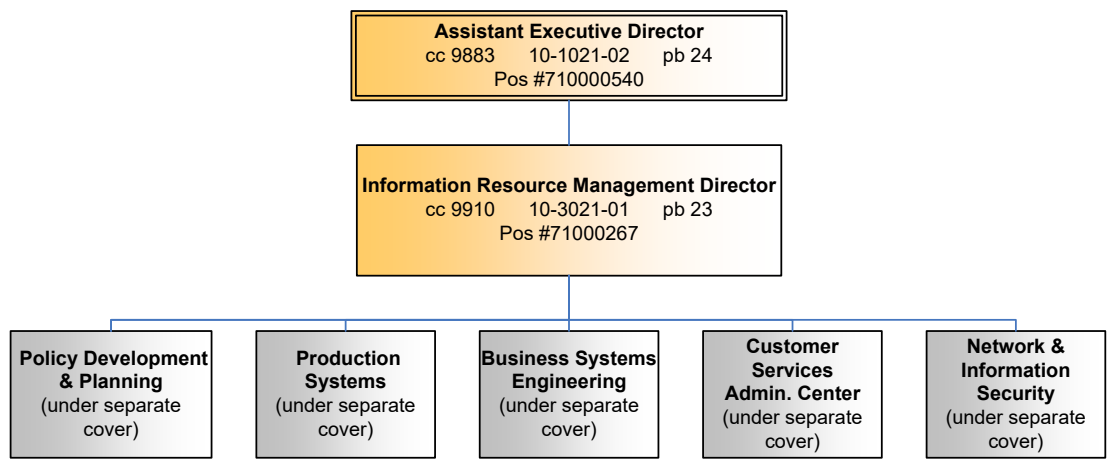 Assistant Executive Director
cc 9883 10-1021-02 pb 24
Pos #710000540
Information Resource Management Director
cc 9910 10-3021-01 pb 23
Pos #71000267
Policy Development
& Planning
(under separate
cover)
Production
Systems
(under separate
cover)
Business Systems
Engineering
(under separate
cover)
Customer
Services
Admin. Center
(under separate
cover)
Network &
Information
Security
(under separate
cover)